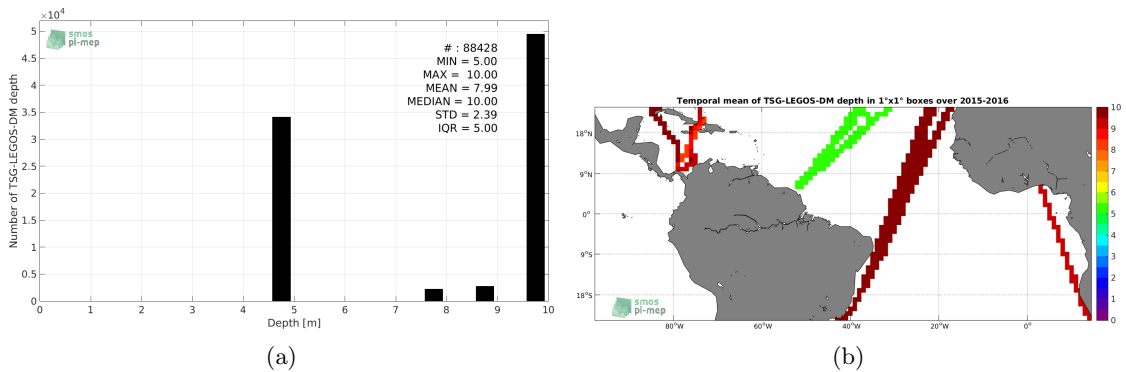 ×10⁴
5
4.5
4
3.5
3
2.5
2
1.5
1
0.5
0
Number of TSG-LEGOS-DM depth
smos
pi-mep
# : 88428
MIN = 5.00
MAX = 10.00
MEAN = 7.99
MEDIAN = 10.00
STD = 2.39
IQR = 5.00
0 1 2 3 4 5 6 7 8 9 10
Depth [m]
(a)
Temporal mean of TSG-LEGOS-DM depth in 1°x1° boxes over 2015-2016
18°N
9°N
0°
9°S
18°S
smos
pi-mep
80°W 60°W 40°W 20°W 0°
10
9
8
7
6
5
4
3
2
1
0
(b)